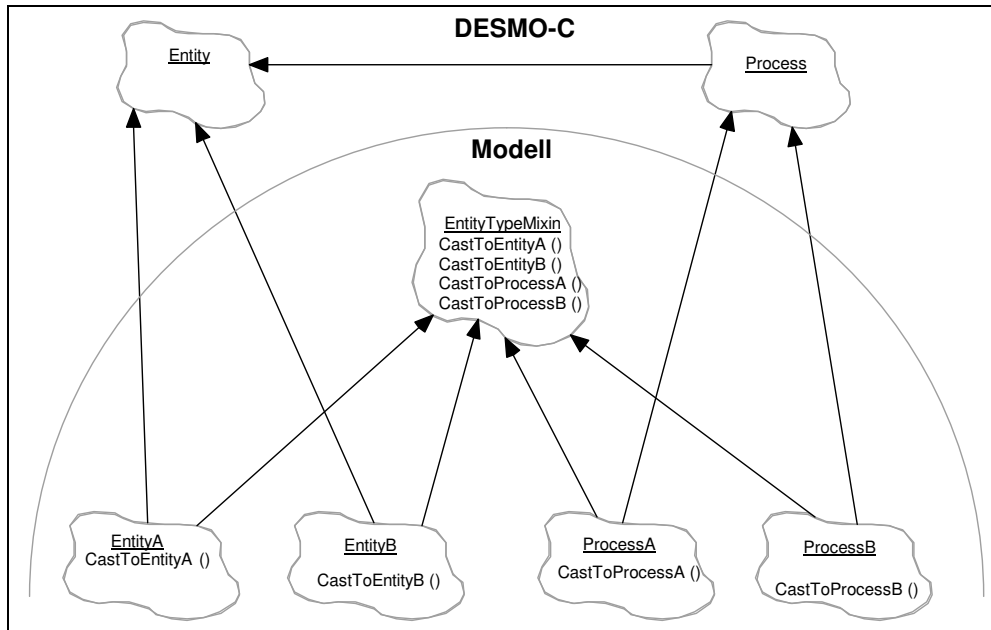 DESMO-C
Entity
Process
Modell
EntityTypeMixin
CastToEntityA ()
CastToEntityB ()
CastToProcessA ()
CastToProcessB ()
EntityA
CastToEntityA ()
EntityB
CastToEntityB ()
ProcessA
CastToProcessA ()
ProcessB
CastToProcessB ()